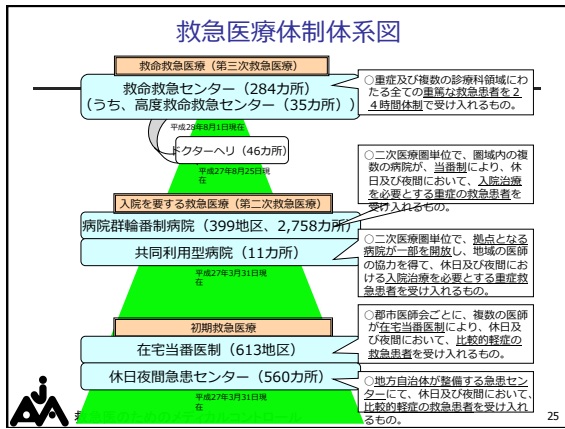 救急医療体制体系図
救命救急医療（第三次救急医療）
救命救急センター（284カ所）
（うち、高度救命救急センター（35カ所））
平成28年8月1日現在
ドクターヘリ（46カ所）
平成27年8月25日現
在
○重症及び複数の診療科領域にわ
たる全ての重篤な救急患者を２
４時間体制で受け入れるもの。
入院を要する救急医療（第二次救急医療）
病院群輪番制病院（399地区、2,758カ所）
共同利用型病院（11カ所）
平成27年3月31日現
在
○二次医療圏単位で、圏域内の複
数の病院が、当番制により、休
日及び夜間において、入院治療
を必要とする重症の救急患者を
受け入れるもの。
○二次医療圏単位で、拠点となる
病院が一部を開放し、地域の医師
の協力を得て、休日及び夜間にお
ける入院治療を必要とする重症救
急患者を受け入れるもの。
初期救急医療
在宅当番医制（613地区）
休日夜間急患センター（560カ所）
平成27年3月31日現
在
○郡市医師会ごとに、複数の医師
が在宅当番医制により、休日及
び夜間において、比較的軽症の
救急患者を受け入れるもの。
○地方自治体が整備する急患セン
ターにて、休日及び夜間において、
比較的軽症の救急患者を受け入れ
るもの。
救急医のためのメディカルコントロール
25